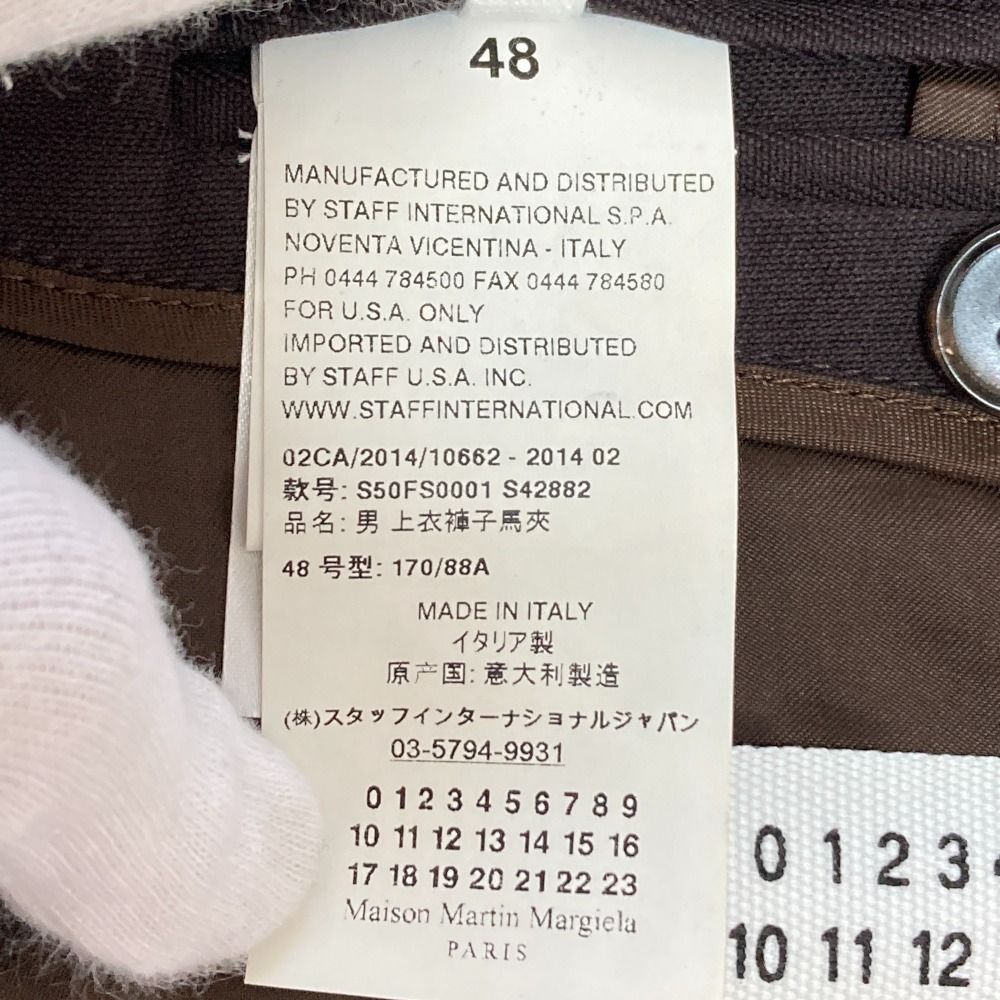 48
MANUFACTURED AND DISTRIBUTED
BY STAFF INTERNATIONAL S.P.A.
NOVENTA VICENTINA - ITALY
PH 0444 784500 FAX 0444 784580
FOR U.S.A. ONLY
IMPORTED AND DISTRIBUTED
BY STAFF U.S.A. INC.
WWW.STAFFINTERNATIONAL.COM
02CA/2014/10662 - 2014 02
款号: S50FS0001 S42882
品名: 男 上衣褲子馬夾
48 号型: 170/88A
MADE IN ITALY
イタリア製
原产国: 意大利製造
(株)スタッフインターナショナルジャパン
03-5794-9931
0 1 2 3 4 5 6 7 8 9
10 11 12 13 14 15 16
17 18 19 20 21 22 23
Maison Martin Margiela
PARIS
0 1 2 3
10 11 12